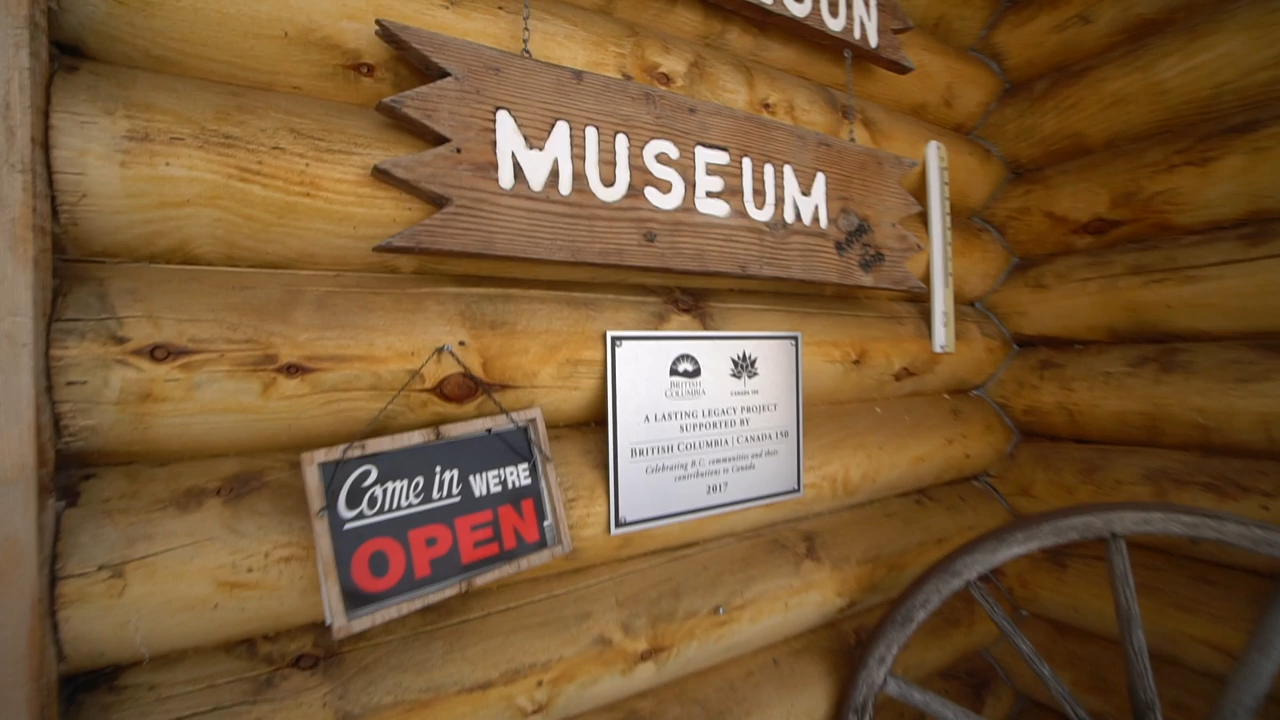 MUSEUM
BRITISH
COLUMBIA
CANADA 150
A LASTING LEGACY PROJECT
SUPPORTED BY
BRITISH COLUMBIA | CANADA 150
Celebrating B.C. communities and their
contributions to Canada
2017
Come in WE'RE
OPEN